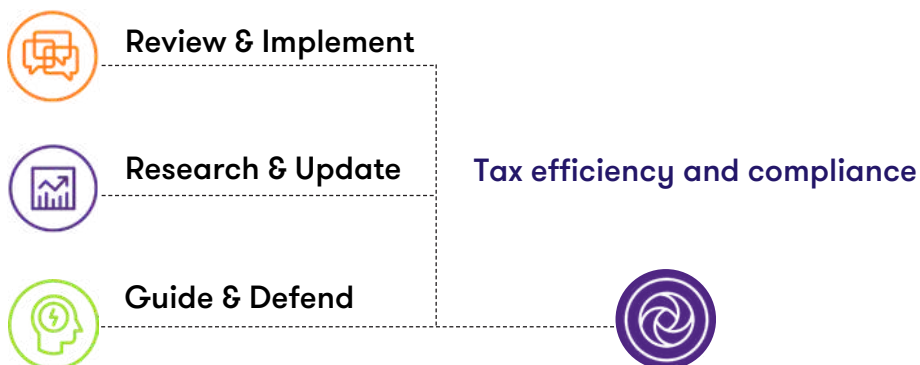 Review & Implement
Research & Update
Tax efficiency and compliance
Guide & Defend